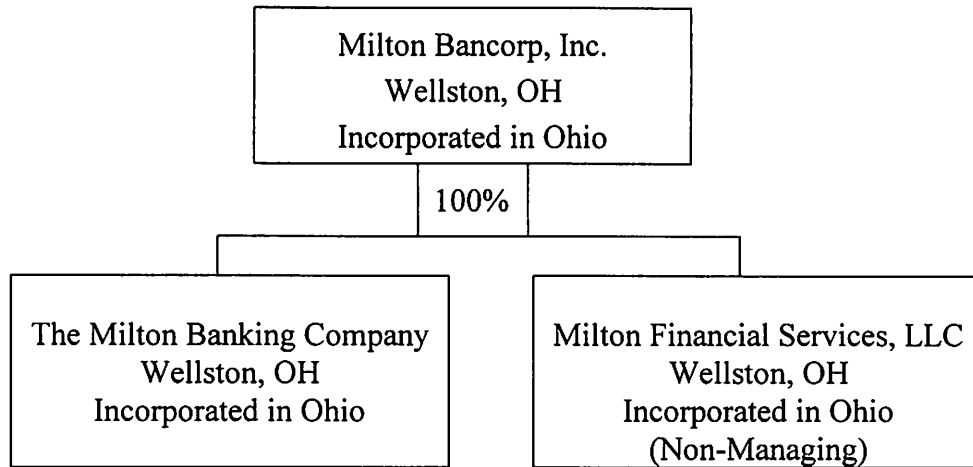 Milton Bancorp, Inc.
Wellston, OH
Incorporated in Ohio
100%
The Milton Banking Company
Wellston, OH
Incorporated in Ohio
Milton Financial Services, LLC
Wellston, OH
Incorporated in Ohio
(Non-Managing)